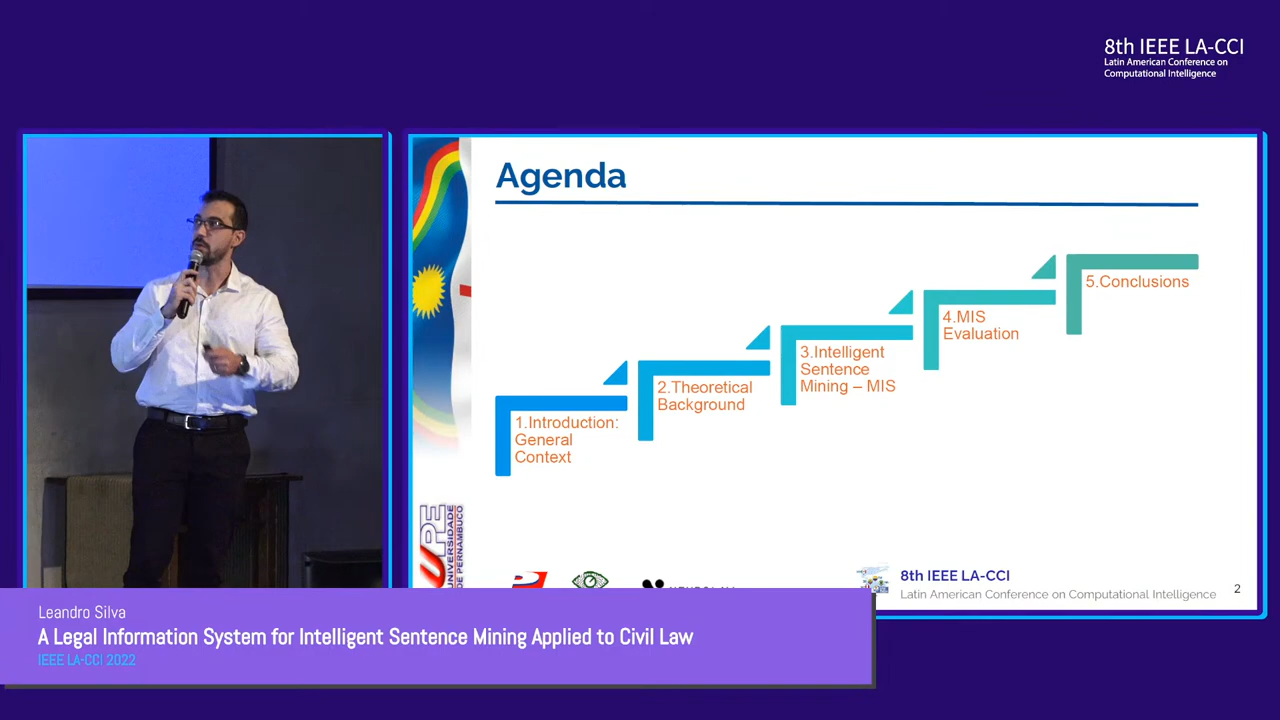 8th IEEE LA-CCI
Latin American Conference on
Computational Intelligence
Agenda
1.Introduction:
General
Context
2.Theoretical
Background
3.Intelligent
Sentence
Mining – MIS
4.MIS
Evaluation
5.Conclusions
UPE
UNIVERSIDADE
DE PERNAMBUCO
8th IEEE LA-CCI
Latin American Conference on Computational Intelligence
2
Leandro Silva
A Legal Information System for Intelligent Sentence Mining Applied to Civil Law
IEEE LA-CCI 2022